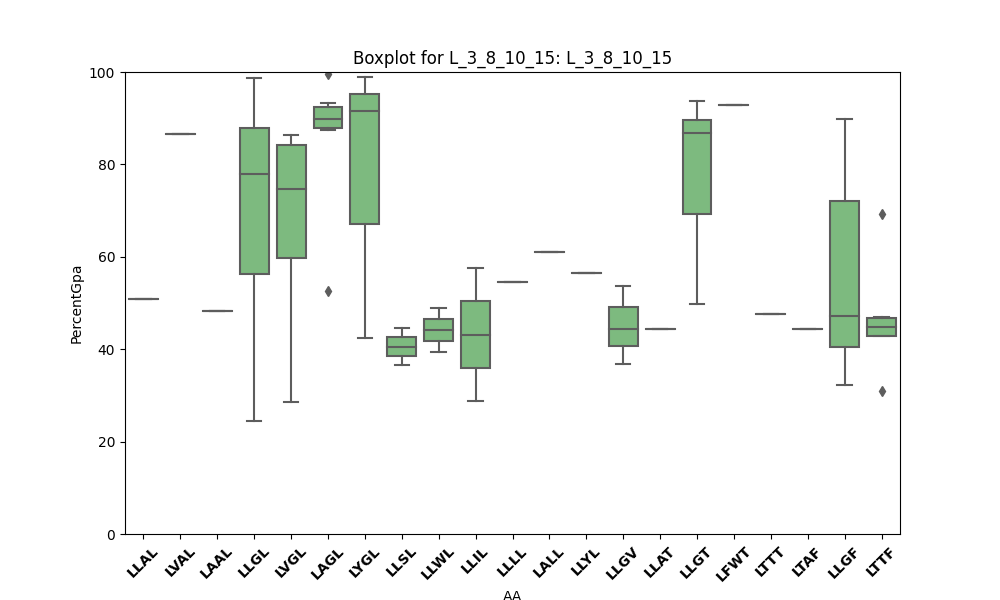 Boxplot for L_3_8_10_15: L_3_8_10_15
100
80
60
40
20
0
PercentGpa
LLAL
LVAL
LAAL
LLGL
LVGL
LAGL
LYGL
LLSL
LLWL
LLIL
LLLL
LALL
LLYL
LLGV
LLAT
LLGT
LFWT
LTTT
LTAF
LLGF
LTTF
AA